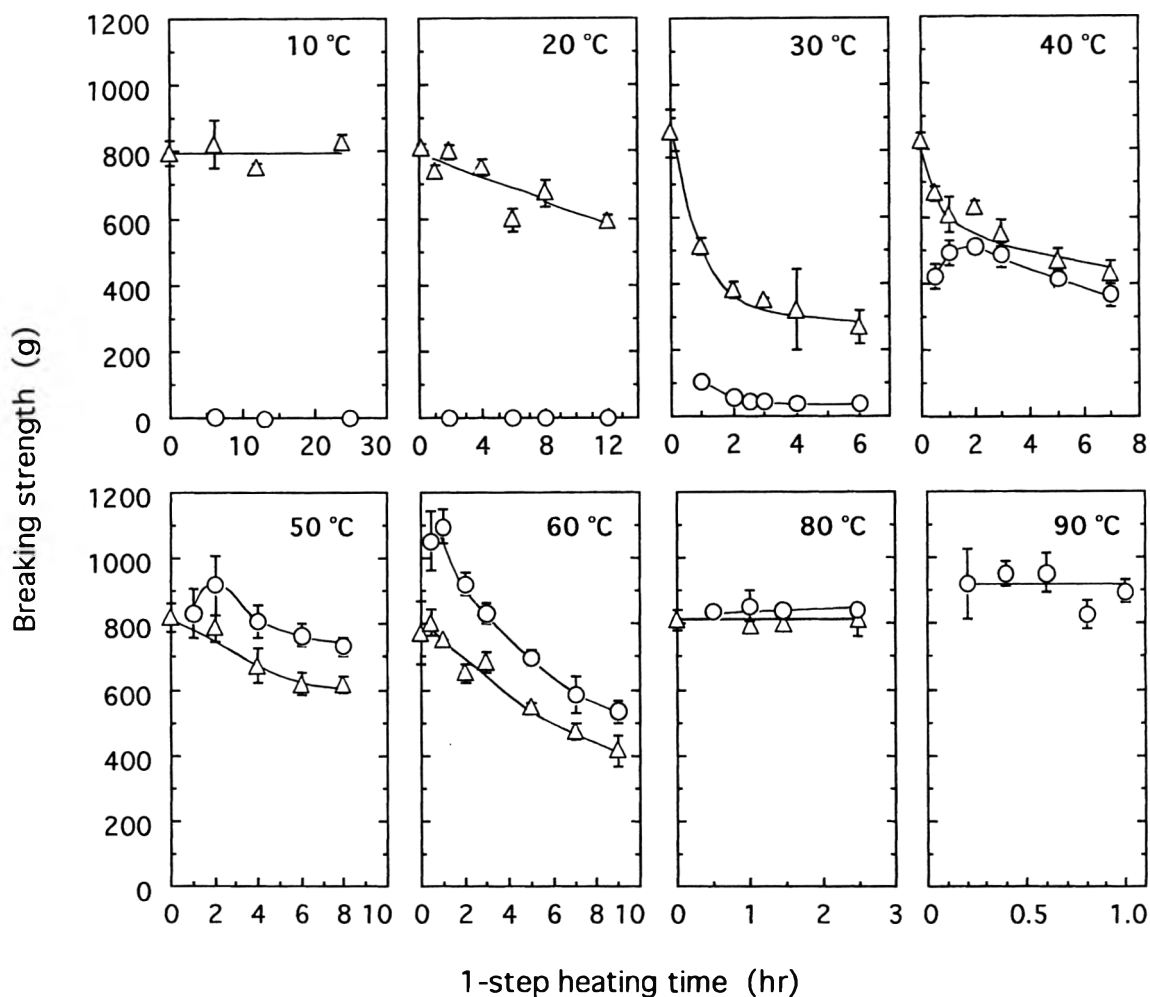 Breaking strength (g)
1200
1000
800
600
400
200
0
10 °C
0 10 20 30
20 °C
0 4 8 12
30 °C
0 2 4 6
40 °C
0 2 4 6 8
1200
1000
800
600
400
200
0
50 °C
0 2 4 6 8 10
60 °C
0 2 4 6 8 10
80 °C
0 1 2 3
90 °C
0 0.5 1.0
1-step heating time (hr)